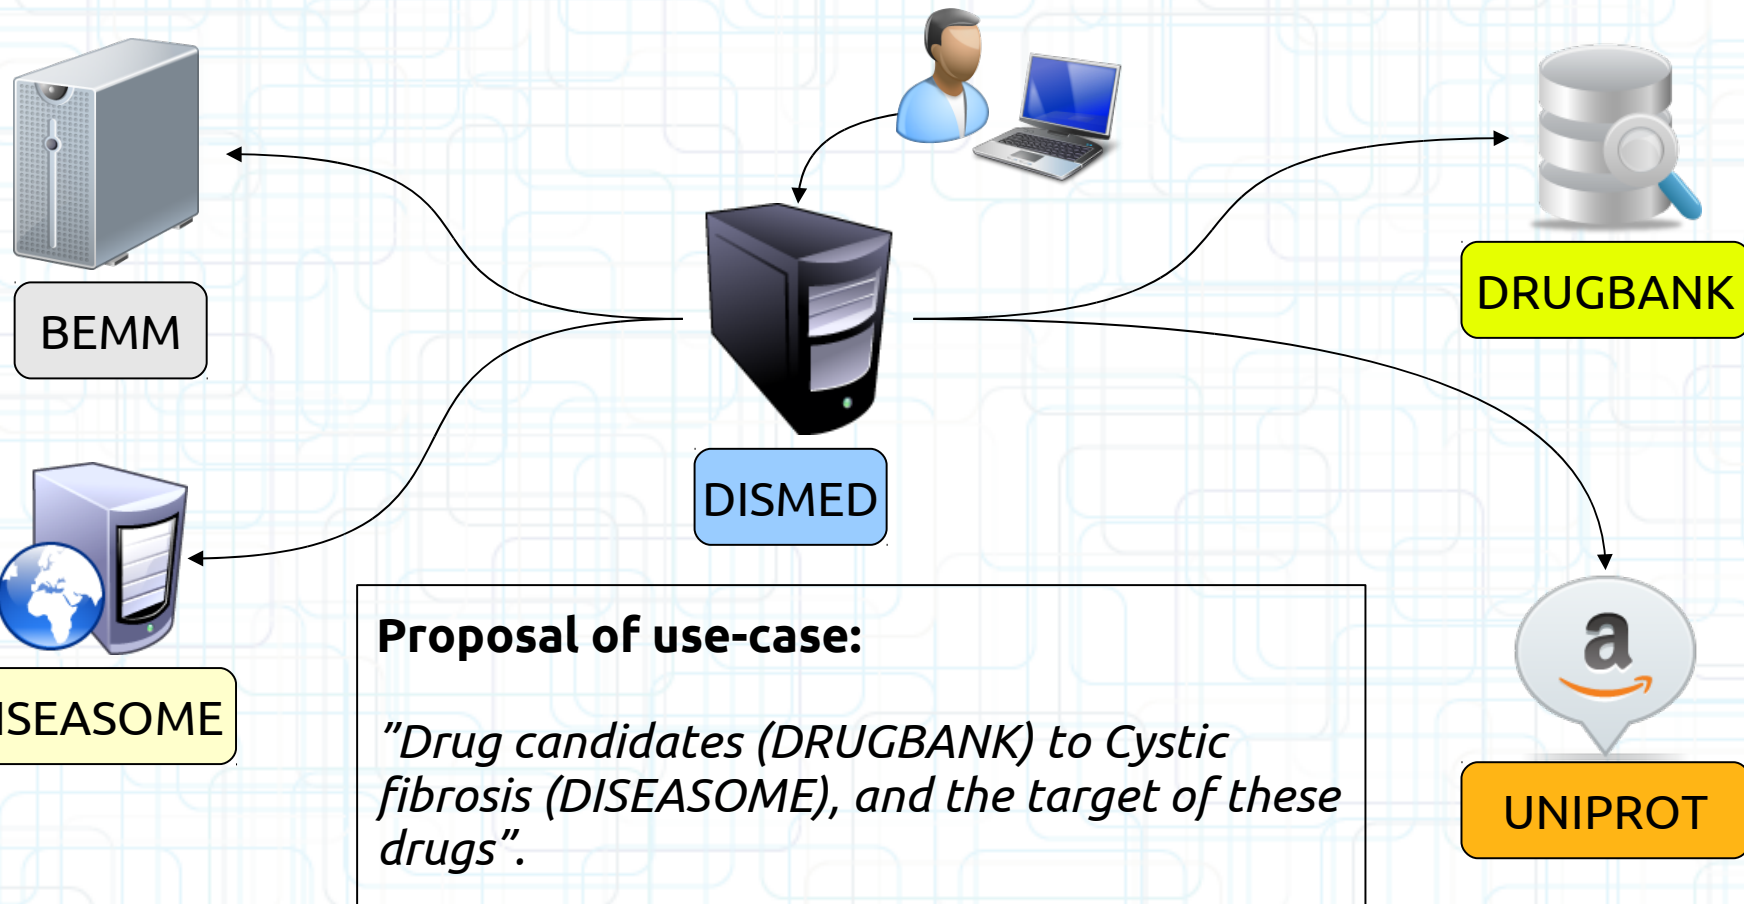 BEMM
DISMED
DRUGBANK
ISEASOME
a
UNIPROT
Proposal of use-case:
”Drug candidates (DRUGBANK) to Cystic
fibrosis (DISEASOME), and the target of these
drugs”.